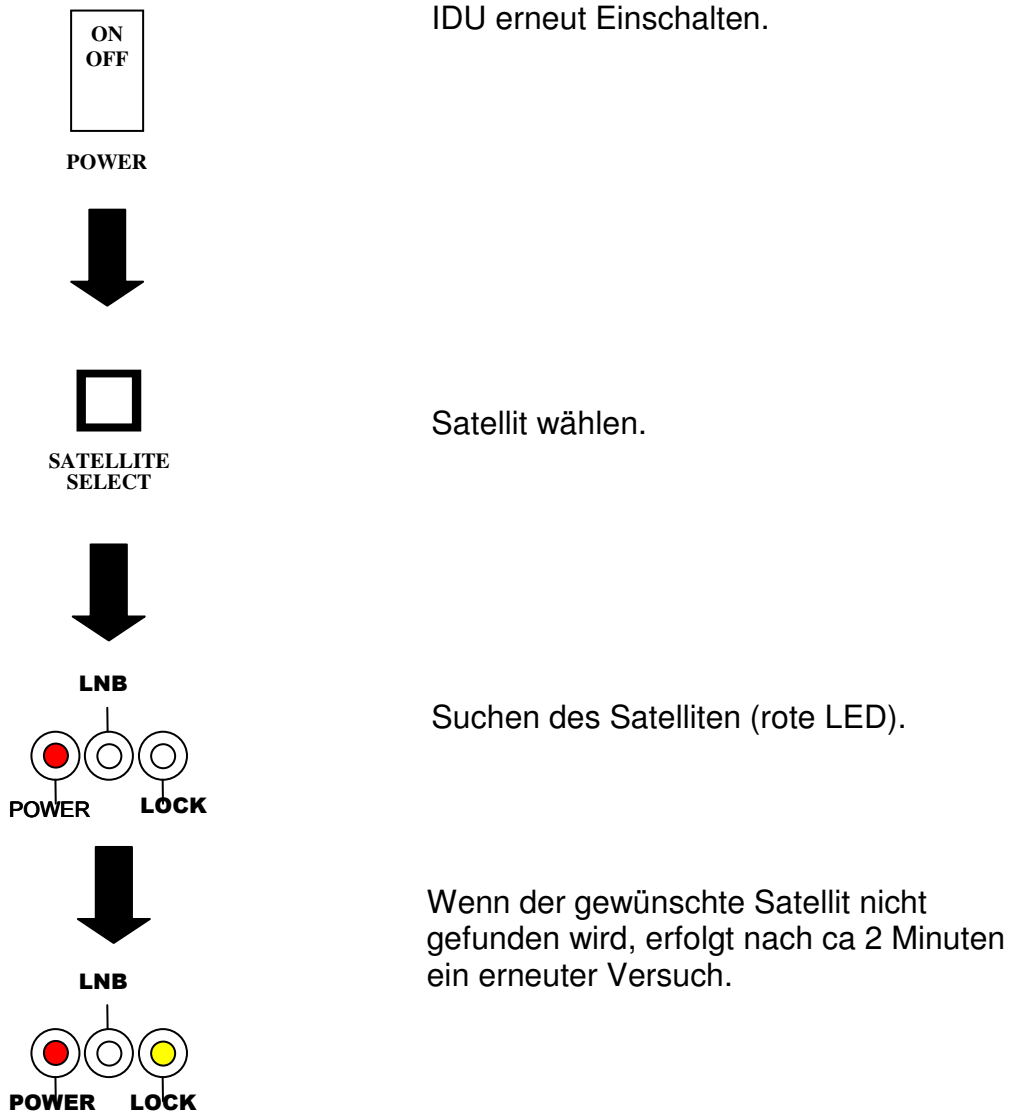 ON
OFF
POWER
IDU erneut Einschalten.
SATELLITE
SELECT
Satellit wählen.
LNB
POWER LOCK
Suchen des Satelliten (rote LED).
Wenn der gewünschte Satellit nicht
gefunden wird, erfolgt nach ca 2 Minuten
ein erneuter Versuch.
LNB
POWER LOCK